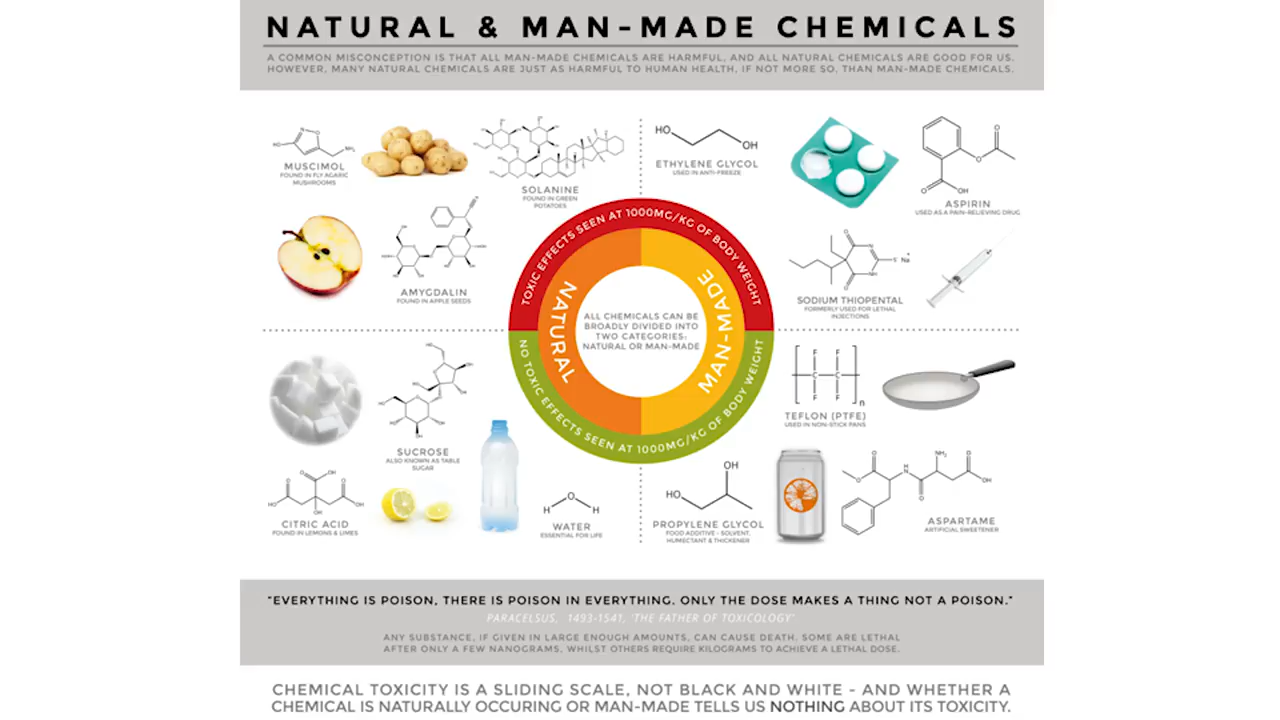 NATURAL & MAN-MADE CHEMICALS
A COMMON MISCONCEPTION IS THAT ALL MAN-MADE CHEMICALS ARE HARMFUL, AND ALL NATURAL CHEMICALS ARE GOOD FOR US.
HOWEVER, MANY NATURAL CHEMICALS ARE JUST AS HARMFUL TO HUMAN HEALTH, IF NOT MORE SO, THAN MAN-MADE CHEMICALS.
MUSCIMOL
FOUND IN FLY AGARIC
MUSHROOMS
SOLANINE
FOUND IN GREEN
POTATOES
AMYGDALIN
FOUND IN APPLE SEEDS
HO
OH
ETHYLENE GLYCOL
USED IN ANTI-FREEZE
ASPIRIN
USED AS A PAIN-RELIEVING DRUG
SODIUM THIOPENTAL
FORMERLY USED FOR LETHAL
INJECTIONS
TOXIC EFFECTS SEEN AT 1000MG/KG OF BODY WEIGHT
NATURAL
MAN-MADE
ALL CHEMICALS CAN BE
BROADLY DIVIDED INTO
TWO CATEGORIES:
NATURAL OR MAN-MADE
NO TOXIC EFFECTS SEEN AT 1000MG/KG OF BODY WEIGHT
SUCROSE
ALSO KNOWN AS TABLE
SUGAR
CITRIC ACID
FOUND IN LEMONS & LIMES
O
H H
WATER
ESSENTIAL FOR LIFE
F F
C C
F F
n
TEFLON (PTFE)
USED IN NON-STICK PANS
OH
HO
PROPYLENE GLYCOL
FOOD ADDITIVE - SOLVENT,
HUMECTANT & THICKENER
ASPARTAME
ARTIFICIAL SWEETENER
"EVERYTHING IS POISON, THERE IS POISON IN EVERYTHING. ONLY THE DOSE MAKES A THING NOT A POISON."
PARACELSUS, 1493-1541, 'THE FATHER OF TOXICOLOGY'
ANY SUBSTANCE, IF GIVEN IN LARGE ENOUGH AMOUNTS, CAN CAUSE DEATH. SOME ARE LETHAL
AFTER ONLY A FEW NANOGRAMS, WHILST OTHERS REQUIRE KILOGRAMS TO ACHIEVE A LETHAL DOSE.
CHEMICAL TOXICITY IS A SLIDING SCALE, NOT BLACK AND WHITE - AND WHETHER A
CHEMICAL IS NATURALLY OCCURING OR MAN-MADE TELLS US NOTHING ABOUT ITS TOXICITY.